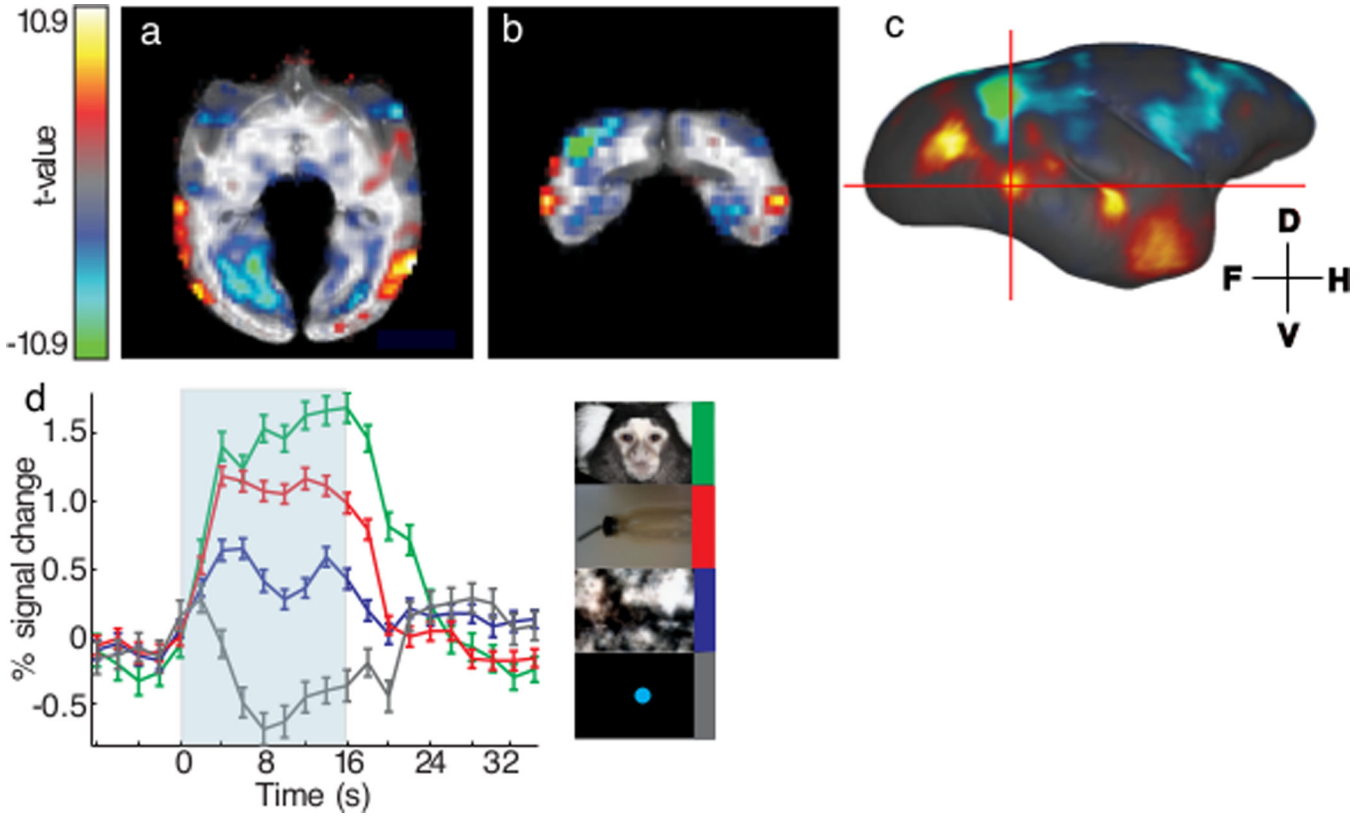 10.9
t-value
-10.9
a
b
c
D
F
H
V
d
1.5
1.0
0.5
0
-0.5
% signal change
0 8 16 24 32
Time (s)